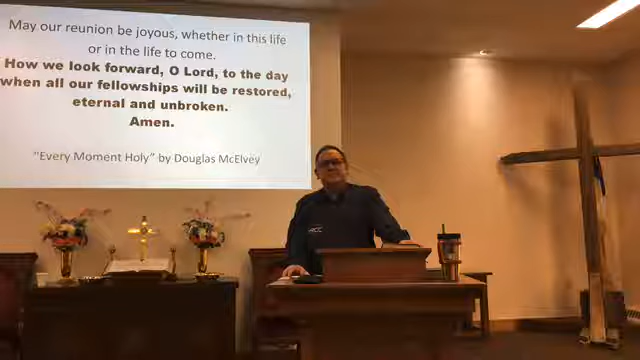 May our reunion be joyous, whether in this life
or in the life to come.
How we look forward, O Lord, to the day
when all our fellowships will be restored,
eternal and unbroken.
Amen.
"Every Moment Holy" by Douglas McElvey